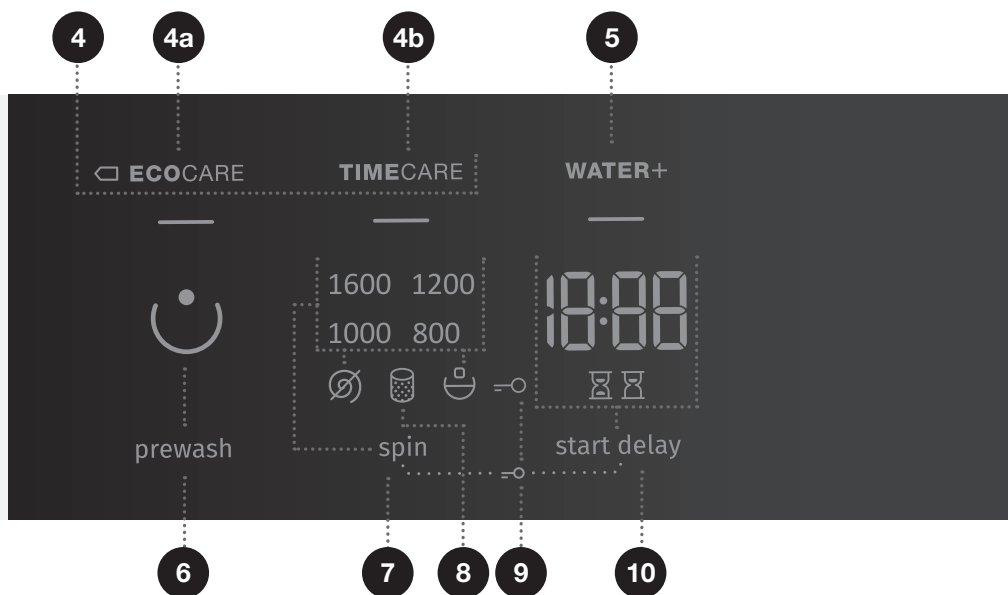 4 4a 4b 5
ECOCARE TIMECARE WATER+
1600 1200
18:88
1000 800
prewash spin start delay
6 7 8 9 10